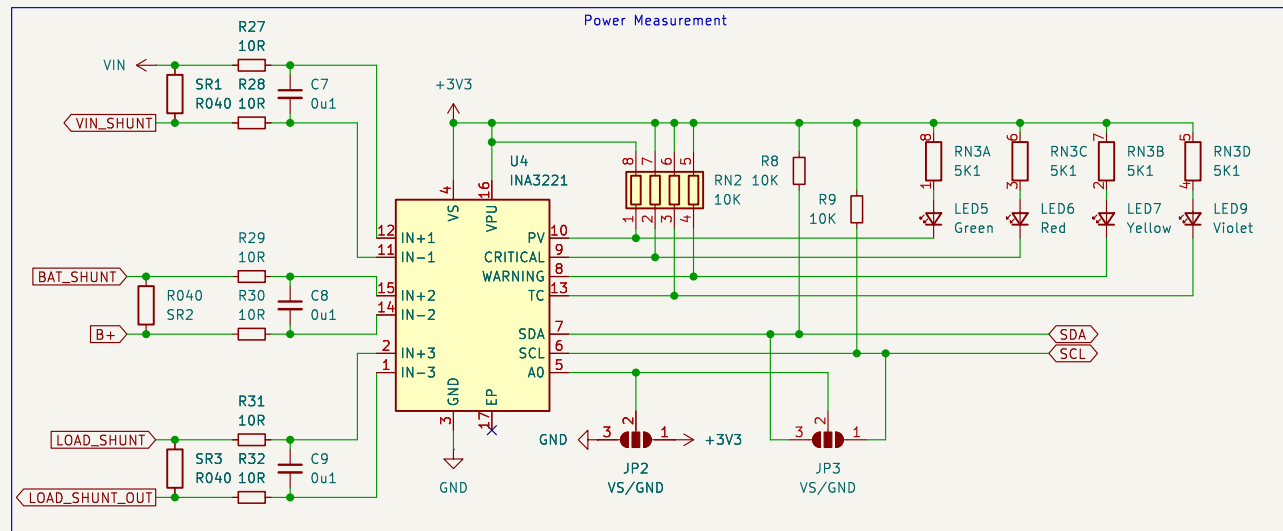 Power Measurement
R27
10R
VIN
SR1
R040
R28
10R
C7
0u1
VIN_SHUNT
+3V3
U4
INA3221
4
VS
16
VPU
12
IN+1
11
IN-1
15
IN+2
14
IN-2
2
IN+3
1
IN-3
3
GND
17
EP
PV
10
CRITICAL
9
WARNING
8
TC
13
SDA
7
SCL
6
A0
5
R29
10R
BAT_SHUNT
R040
SR2
R30
10R
C8
0u1
B+
R31
10R
LOAD_SHUNT
SR3
R040
R32
10R
C9
0u1
LOAD_SHUNT_OUT
GND
8
7
6
5
RN2
10K
1
2
3
4
R8
10K
R9
10K
8
RN3A
5K1
1
LED5
Green
6
RN3C
5K1
3
LED6
Red
7
RN3B
5K1
2
LED7
Yellow
5
RN3D
5K1
4
LED9
Violet
SDA
SCL
GND
3
2
1
+3V3
JP2
VS/GND
3
2
1
JP3
VS/GND